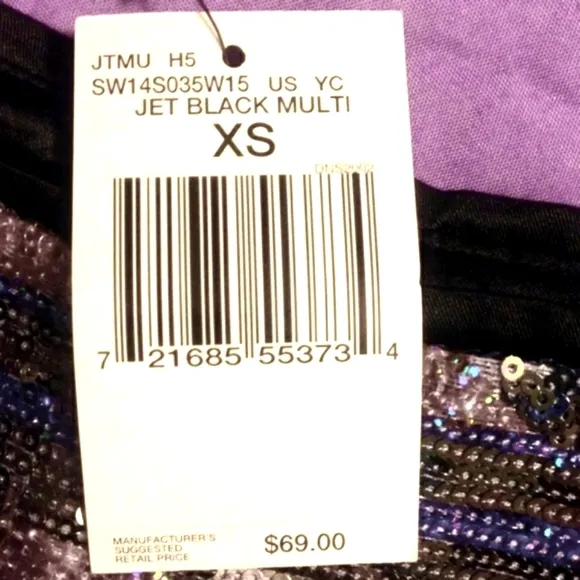 JTMU H5
SW14S035W15 US YC
JET BLACK MULTI
XS
7 21685 55373 4
MANUFACTURER'S
SUGGESTED
RETAIL PRICE
$69.00